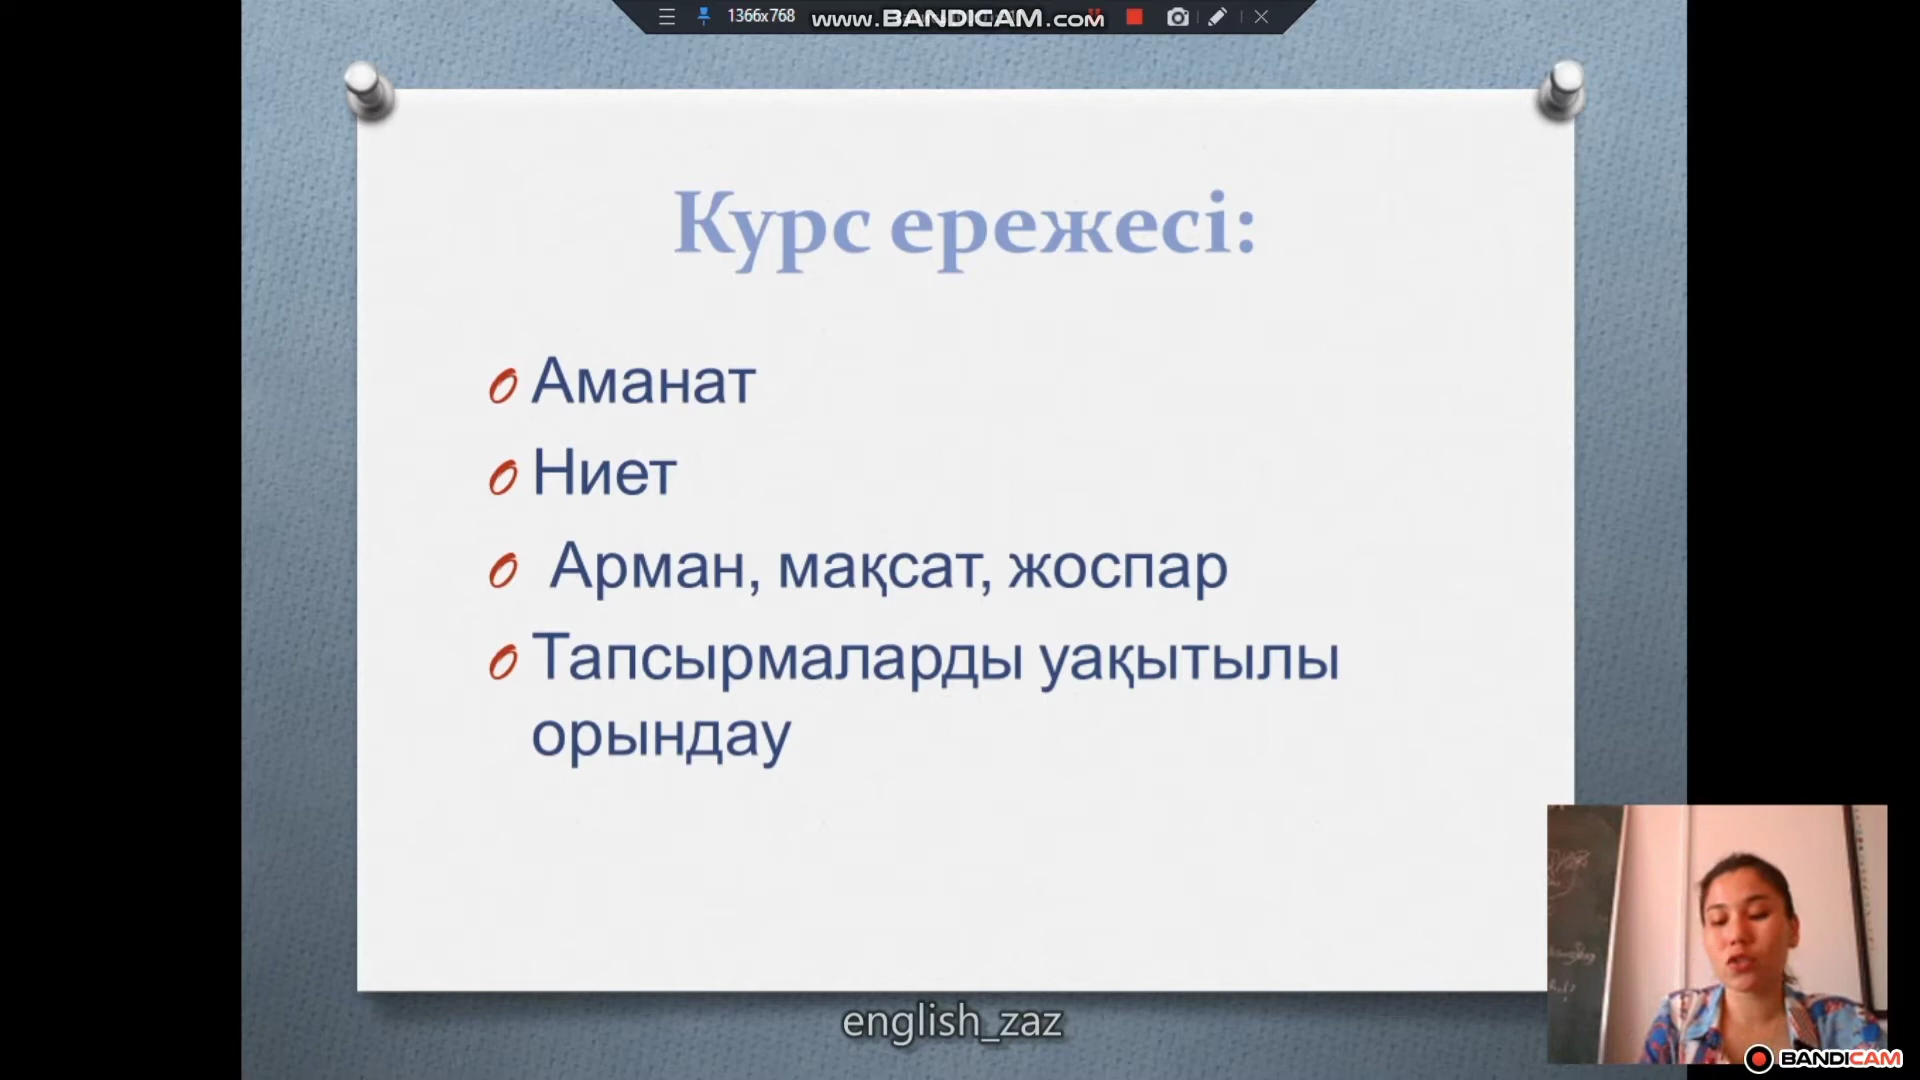 1366x768
www.BANDICAM.com
Курс ережесі:
Аманат
Ниет
Арман, мақсат, жоспар
Тапсырмаларды уақытылы
орындау
english_zaz
BANDICAM